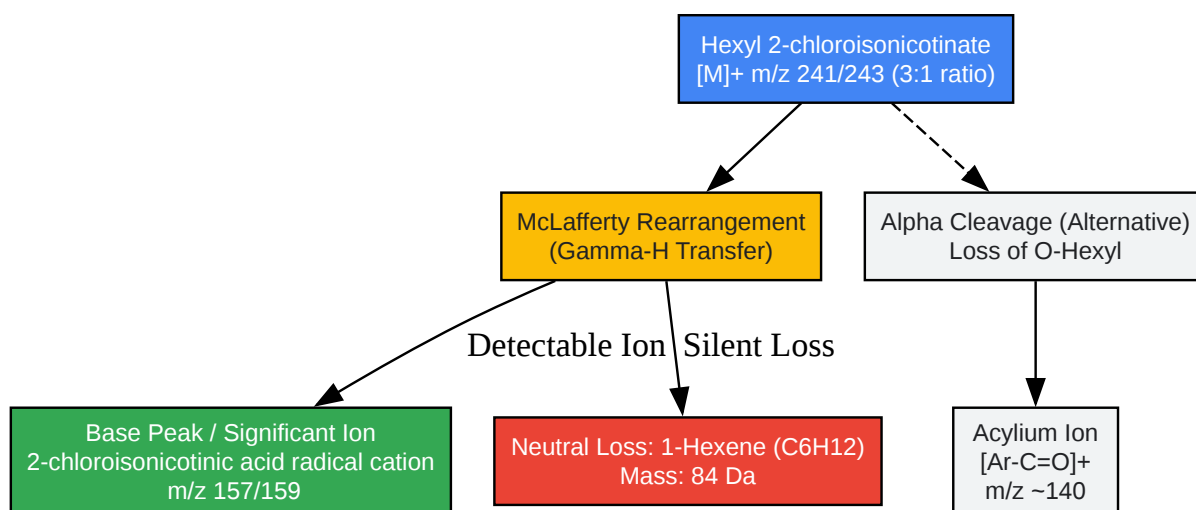 Hexyl 2-chloroisonicotinate
[M]+ m/z 241/243 (3:1 ratio)
McLafferty Rearrangement
(Gamma-H Transfer)
Alpha Cleavage (Alternative)
Loss of O-Hexyl
Detectable Ion
Silent Loss
Base Peak / Significant Ion
2-chloroisonicotinic acid radical cation
m/z 157/159
Neutral Loss: 1-Hexene (C6H12)
Mass: 84 Da
Acylium Ion
[Ar-C=O]+
m/z ~140